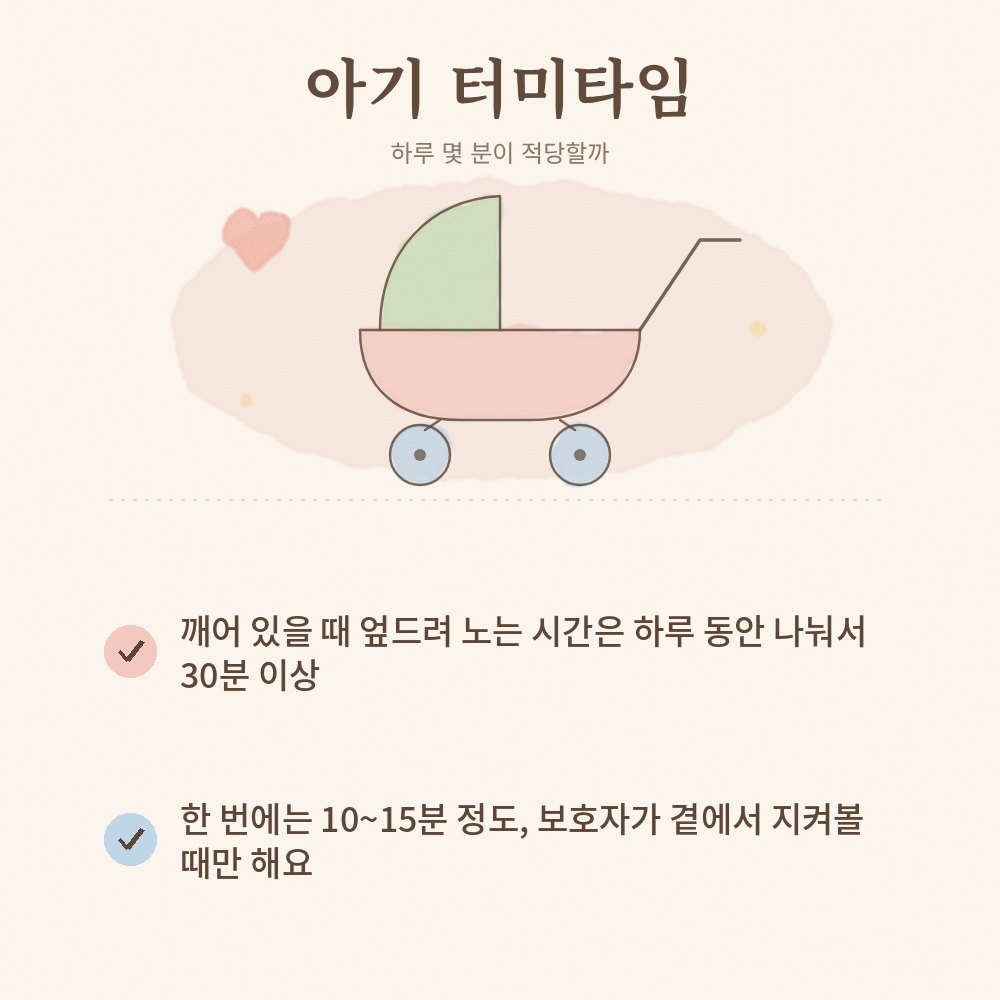 아기 터미타임
하루 몇 분이 적당할까
깨어 있을 때 엎드려 노는 시간은 하루 동안 나눠서
30분 이상
한 번에는 10~15분 정도, 보호자가 곁에서 지켜볼
때만 해요